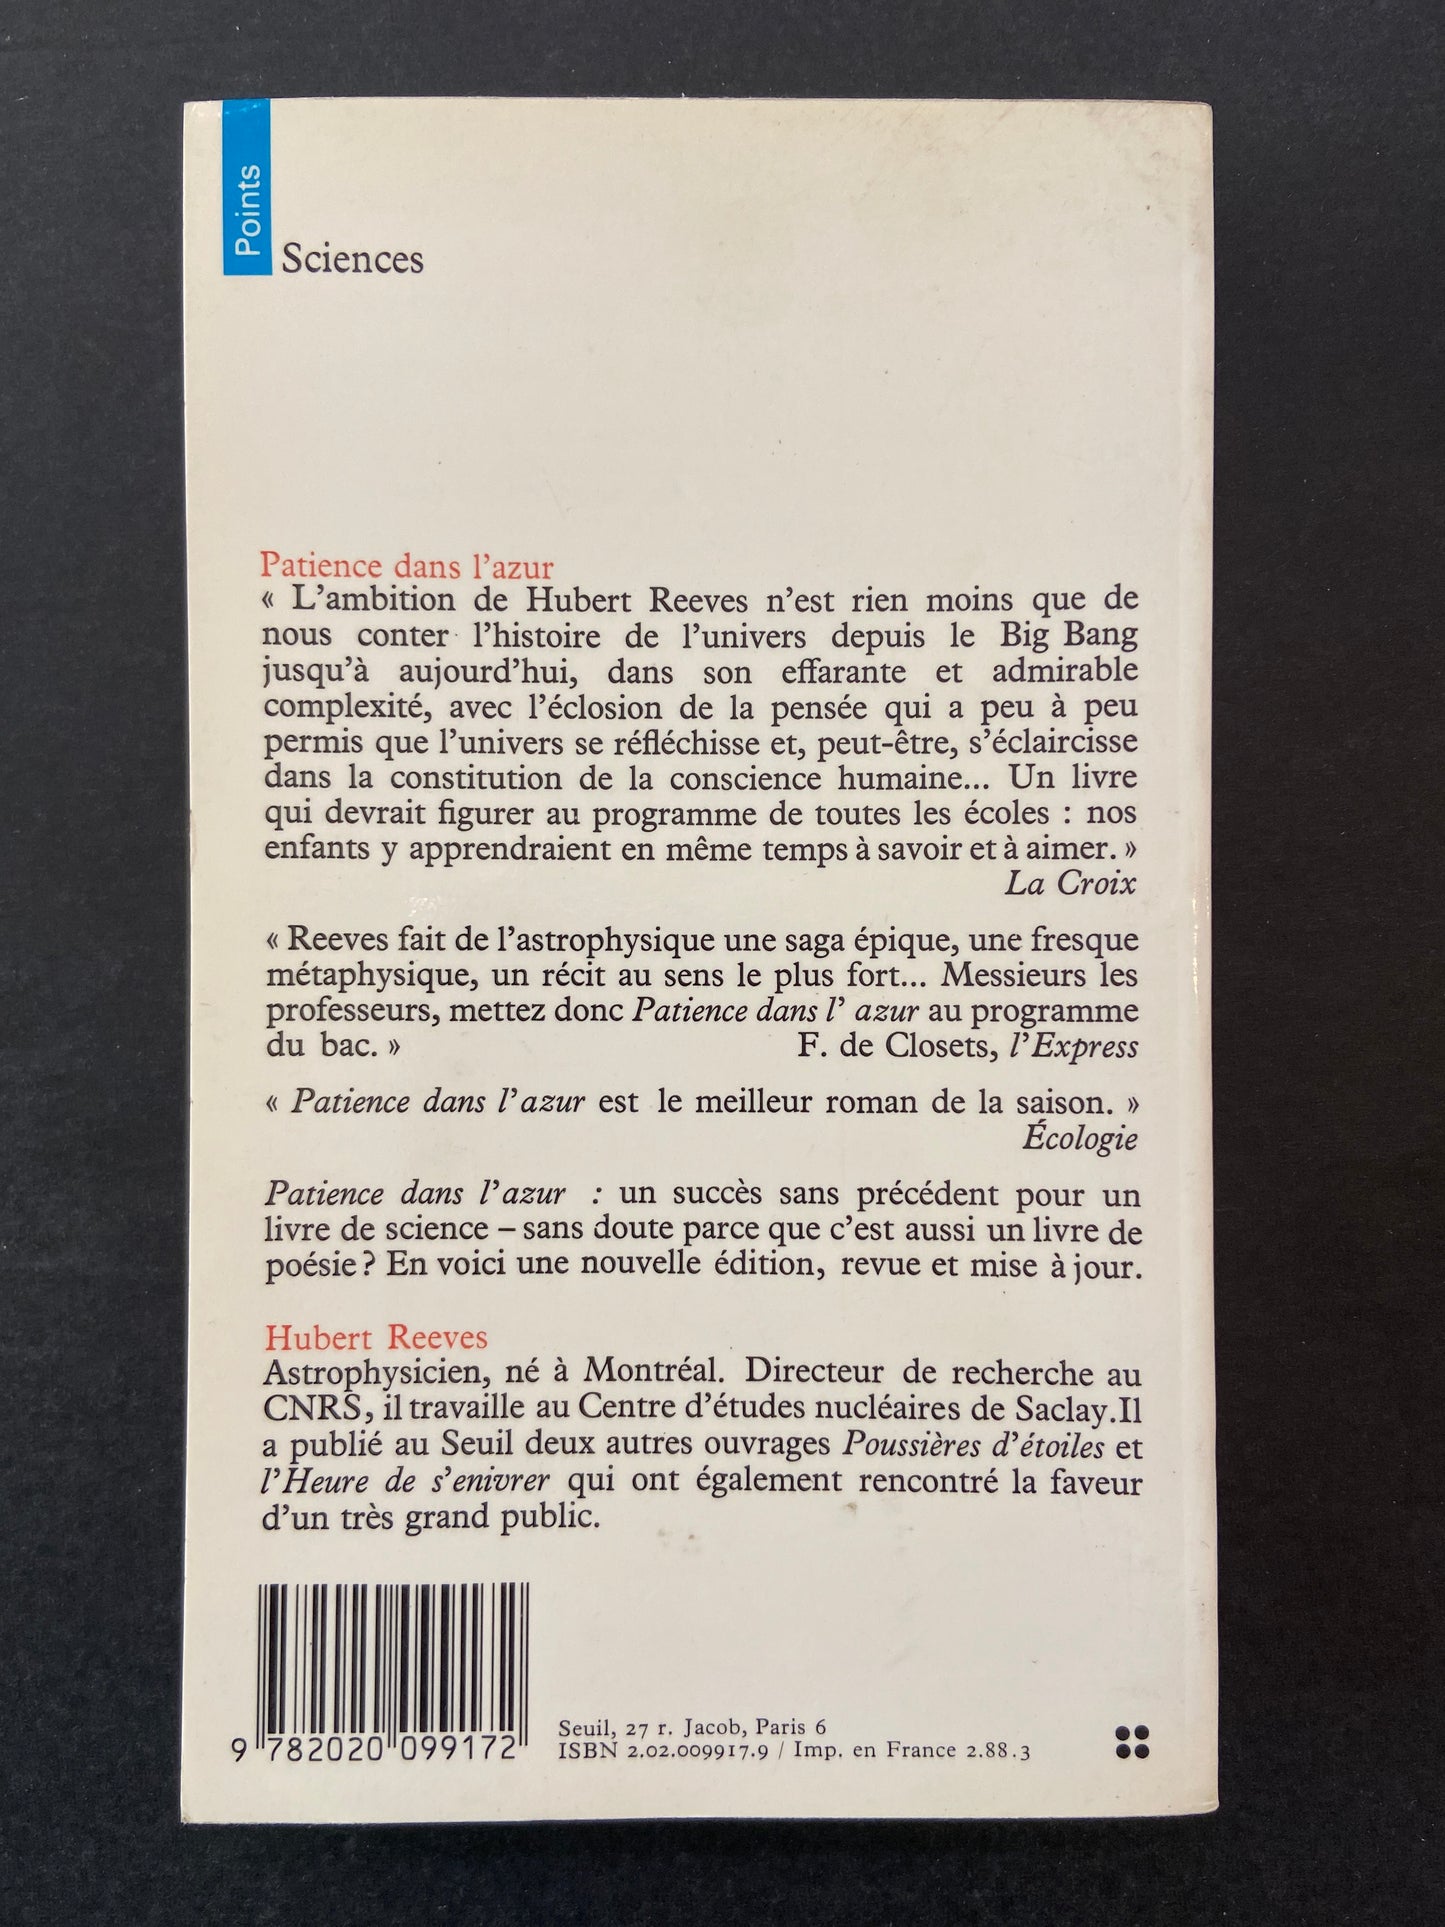 Points
Sciences
Patience dans l'azur
« L'ambition de Hubert Reeves n'est rien moins que de
nous conter l'histoire de l'univers depuis le Big Bang
jusqu'à aujourd'hui, dans son effarante et admirable
complexité, avec l'éclosion de la pensée qui a peu à peu
permis que l'univers se réfléchisse et, peut-être, s'éclaircisse
dans la constitution de la conscience humaine... Un livre
qui devrait figurer au programme de toutes les écoles : nos
enfants y apprendraient en même temps à savoir et à aimer. »
La Croix
« Reeves fait de l'astrophysique une saga épique, une fresque
métaphysique, un récit au sens le plus fort... Messieurs les
professeurs, mettez donc Patience dans l' azur au programme
du bac. » F. de Closets, l'Express
« Patience dans l'azur est le meilleur roman de la saison. »
Écologie
Patience dans l'azur : un succès sans précédent pour un
livre de science – sans doute parce que c'est aussi un livre de
poésie ? En voici une nouvelle édition, revue et mise à jour.
Hubert Reeves
Astrophysicien, né à Montréal. Directeur de recherche au
CNRS, il travaille au Centre d'études nucléaires de Saclay.Il
a publié au Seuil deux autres ouvrages Poussières d'étoiles et
l'Heure de s'enivrer qui ont également rencontré la faveur
d'un très grand public.
9 782020 099172
Seuil, 27 r. Jacob, Paris 6
ISBN 2.02.009917.9 / Imp. en France 2.88.3